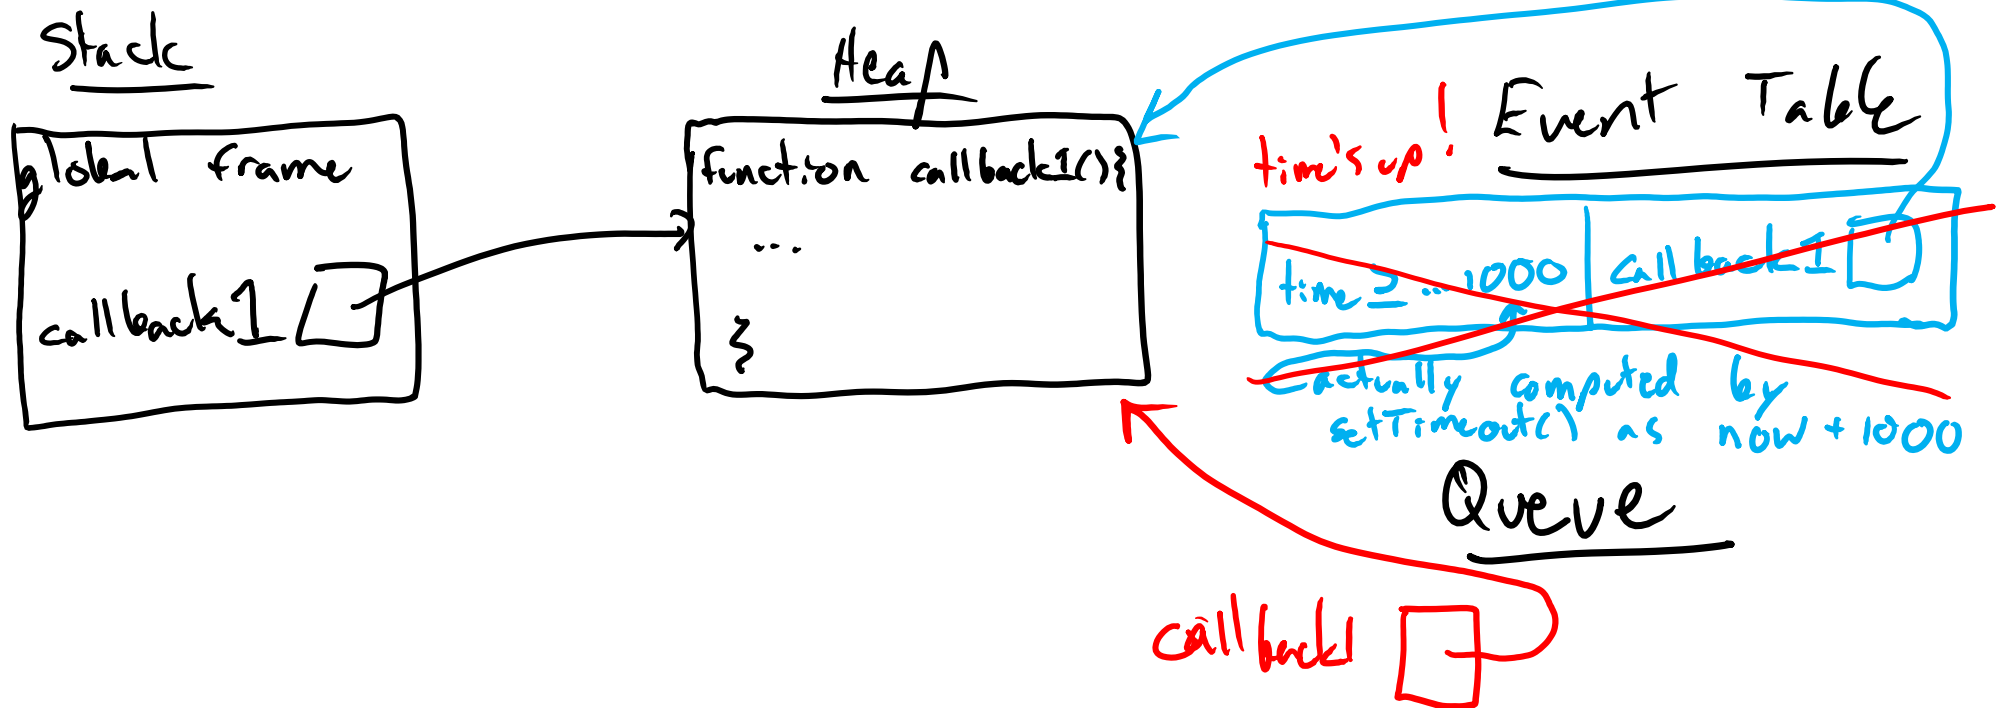 Stack
global frame
callback1
Heap
function callback1(){
...
}
time's up!
Event Table
time ≥ ... 1000
callback1
actually computed by
setTimeout() as now + 1000
Queue
callback1